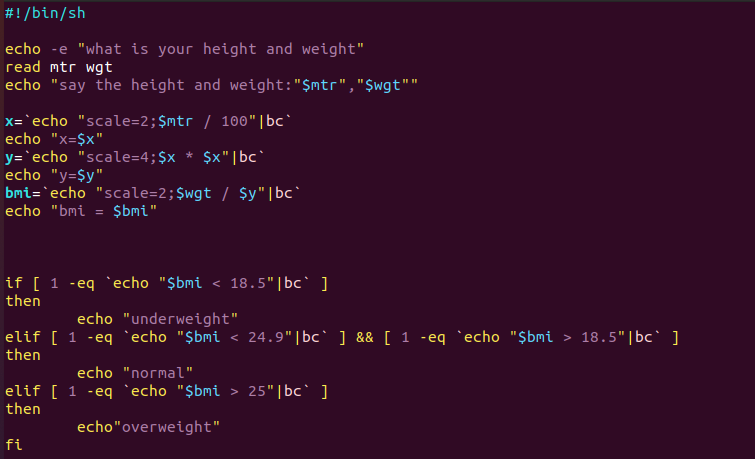 #!/bin/sh
echo -e "what is your height and weight"
read mtr wgt
echo "say the height and weight:"$mtr","$wgt""
x=`echo "scale=2;$mtr / 100"|bc`
echo "x=$x"
y=`echo "scale=4;$x * $x"|bc`
echo "y=$y"
bmi=`echo "scale=2;$wgt / $y"|bc`
echo "bmi = $bmi"
if [ 1 -eq `echo "$bmi < 18.5"|bc` ]
then
        echo "underweight"
elif [ 1 -eq `echo "$bmi < 24.9"|bc` ] && [ 1 -eq `echo "$bmi > 18.5"|bc` ]
then
        echo "normal"
elif [ 1 -eq `echo "$bmi > 25"|bc` ]
then
        echo"overweight"
fi